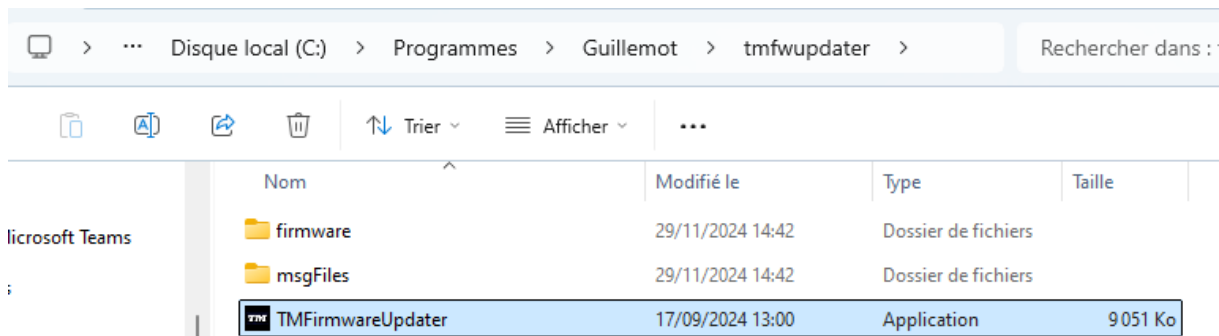 Disque local (C:) > Programmes > Guillemot > tmfwupdater > Rechercher dans :
Trier Afficher
Nom Modifié le Type Taille
firmware 29/11/2024 14:42 Dossier de fichiers
licrosoft Teams
msgFiles 29/11/2024 14:42 Dossier de fichiers
TM TMFirmwareUpdater 17/09/2024 13:00 Application 9 051 Ko